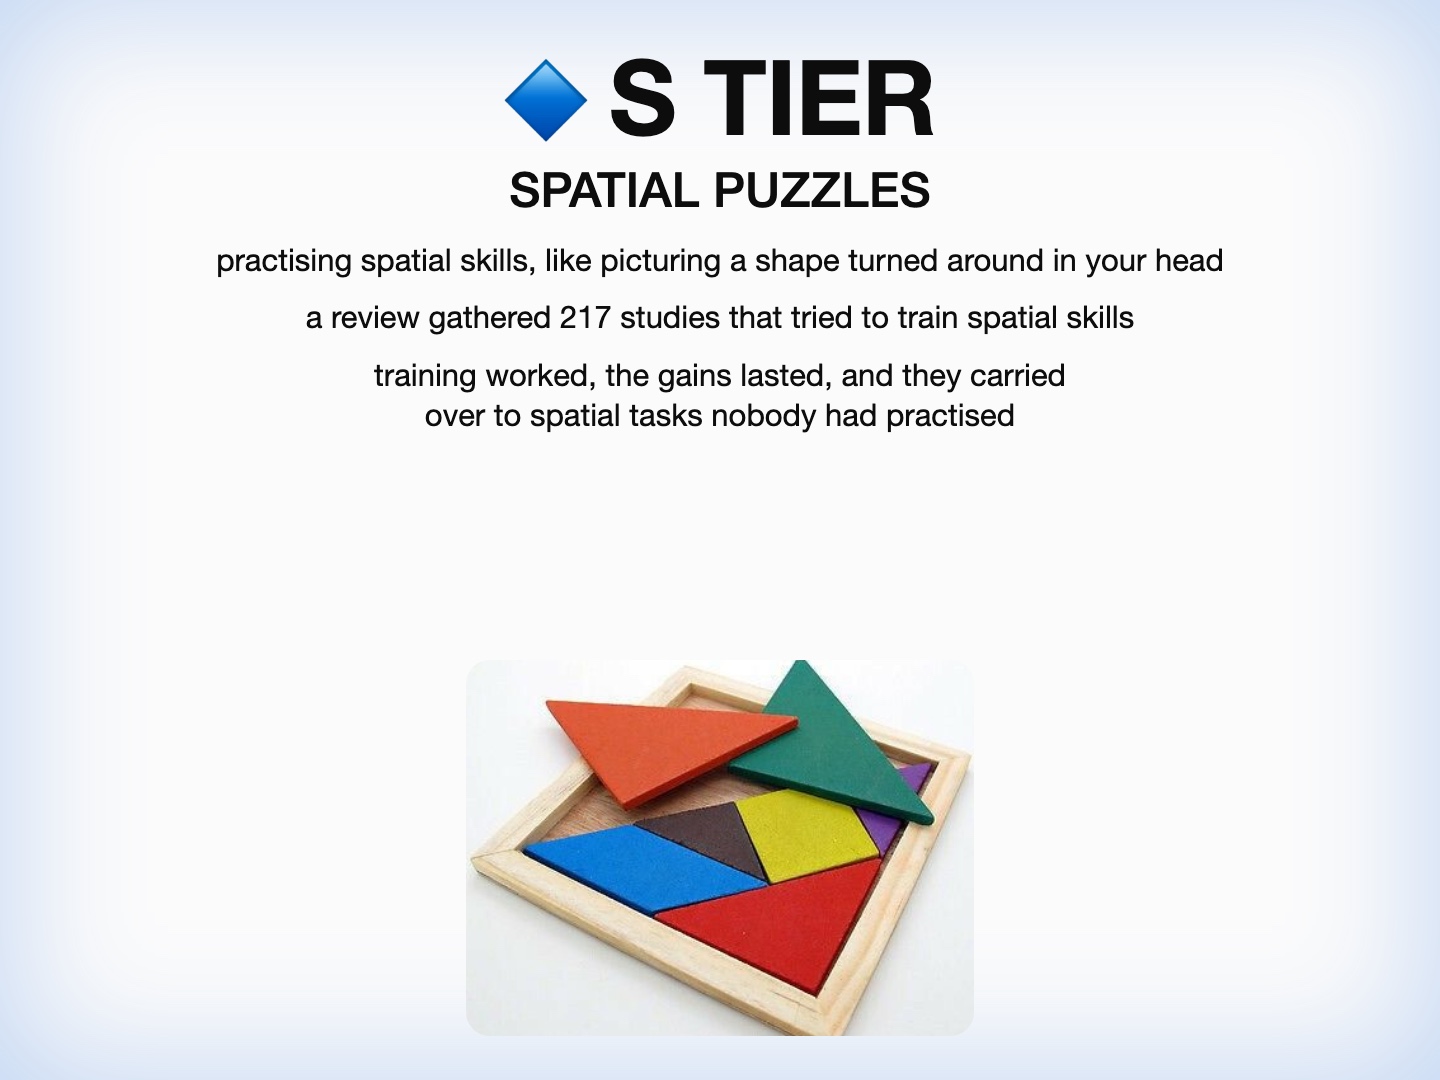 🔷 S TIER
SPATIAL PUZZLES
practising spatial skills, like picturing a shape turned around in your head
a review gathered 217 studies that tried to train spatial skills
training worked, the gains lasted, and they carried
over to spatial tasks nobody had practised